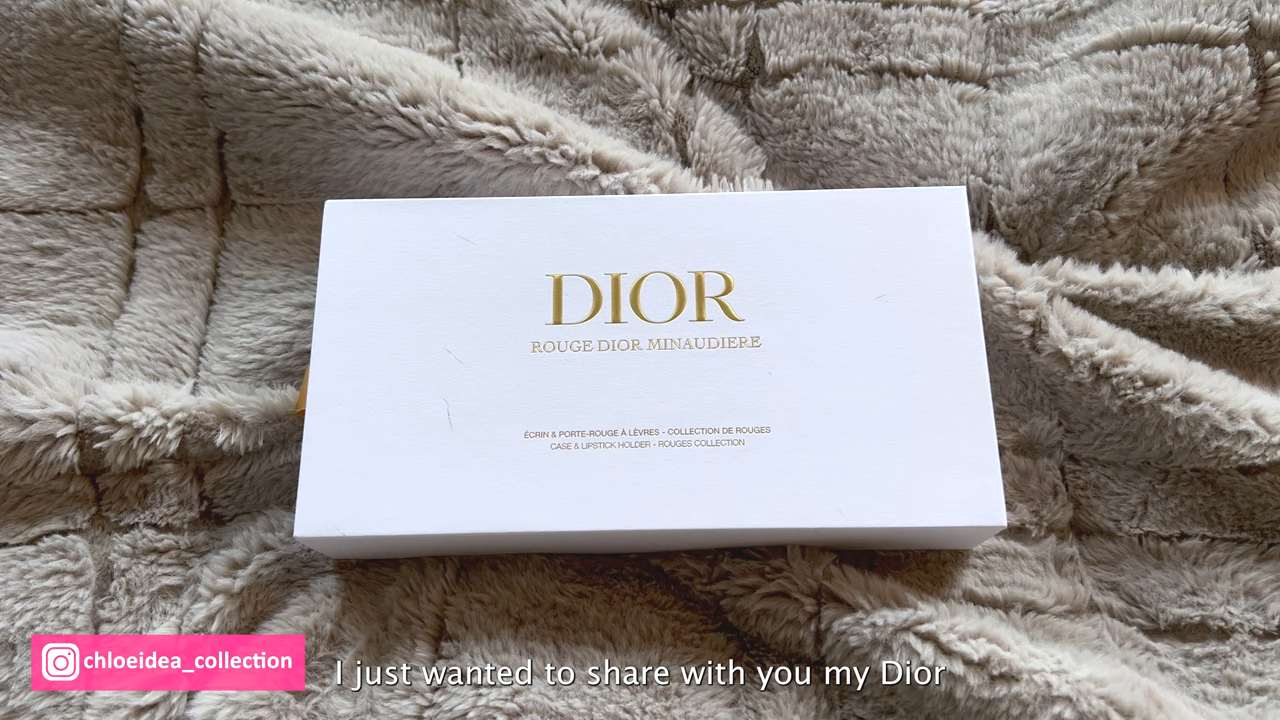 DIOR
ROUGE DIOR MINAUDIERE
ÉCRIN & PORTE-ROUGE À LÈVRES - COLLECTION DE ROUGES
CASE & LIPSTICK HOLDER - ROUGES COLLECTION
chloeidea_collection
I just wanted to share with you my Dior